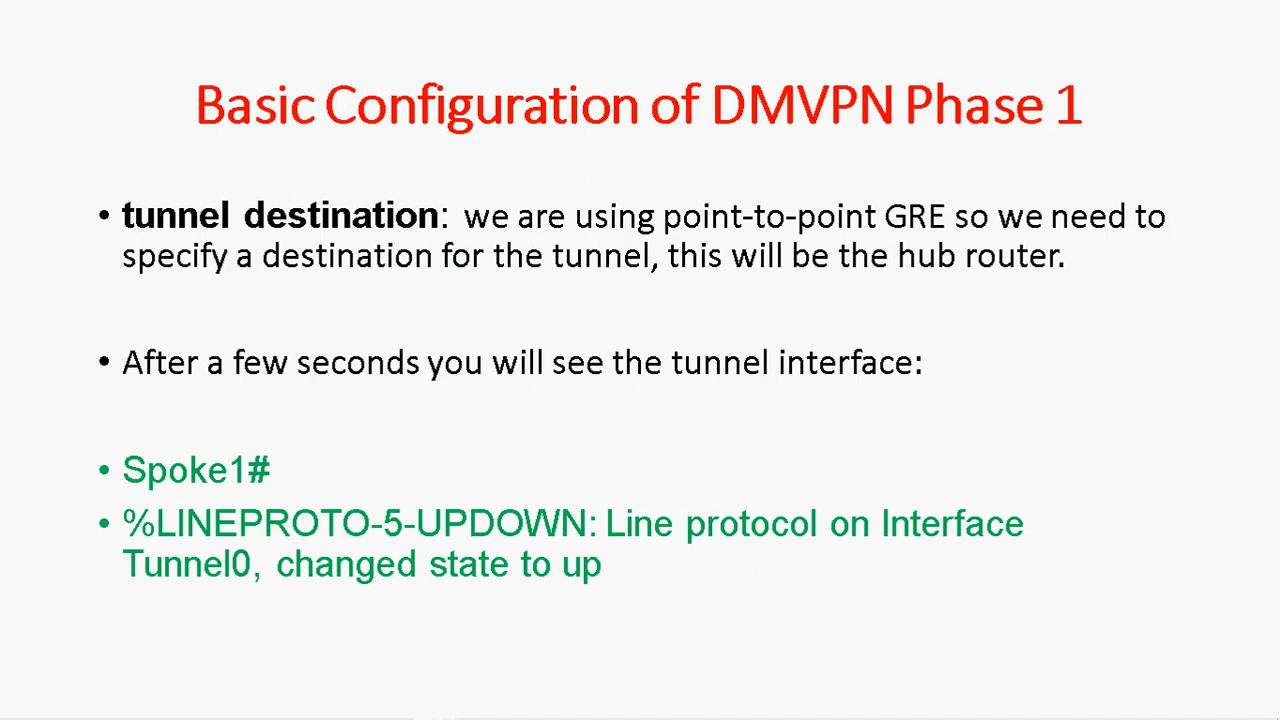 Basic Configuration of DMVPN Phase 1
• tunnel destination: we are using point-to-point GRE so we need to
specify a destination for the tunnel, this will be the hub router.
• After a few seconds you will see the tunnel interface:
• Spoke1#
• %LINEPROTO-5-UPDOWN: Line protocol on Interface
Tunnel0, changed state to up